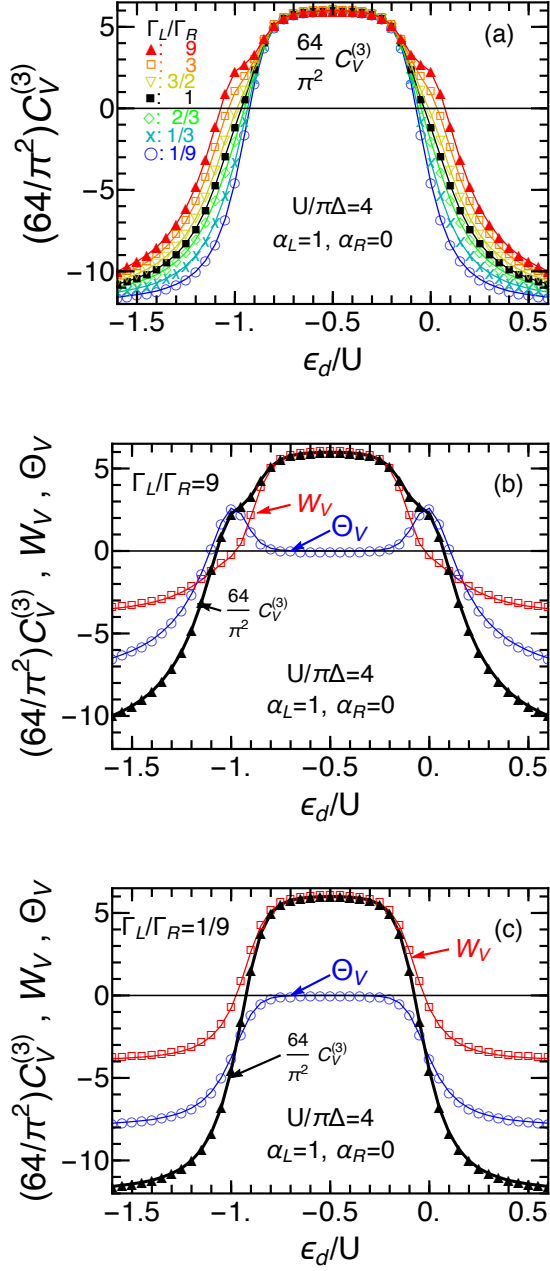 Γ_L/Γ_R
(a)
▲: 9
□: 3
▽: 3/2
■: 1
◇: 2/3
×: 1/3
○: 1/9
64/π² C_V^(3)
U/πΔ=4
α_L=1, α_R=0
(64/π²)C_V^(3)
5
0
−5
−10
−1.5 −1. −0.5 0. 0.5
ϵ_d/U
Γ_L/Γ_R=9
(b)
W_V
Θ_V
64/π² C_V^(3)
U/πΔ=4
α_L=1, α_R=0
(64/π²)C_V^(3), W_V, Θ_V
5
0
−5
−10
−1.5 −1. −0.5 0. 0.5
ϵ_d/U
Γ_L/Γ_R=1/9
(c)
W_V
Θ_V
64/π² C_V^(3)
U/πΔ=4
α_L=1, α_R=0
(64/π²)C_V^(3), W_V, Θ_V
5
0
−5
−10
−1.5 −1. −0.5 0. 0.5
ϵ_d/U